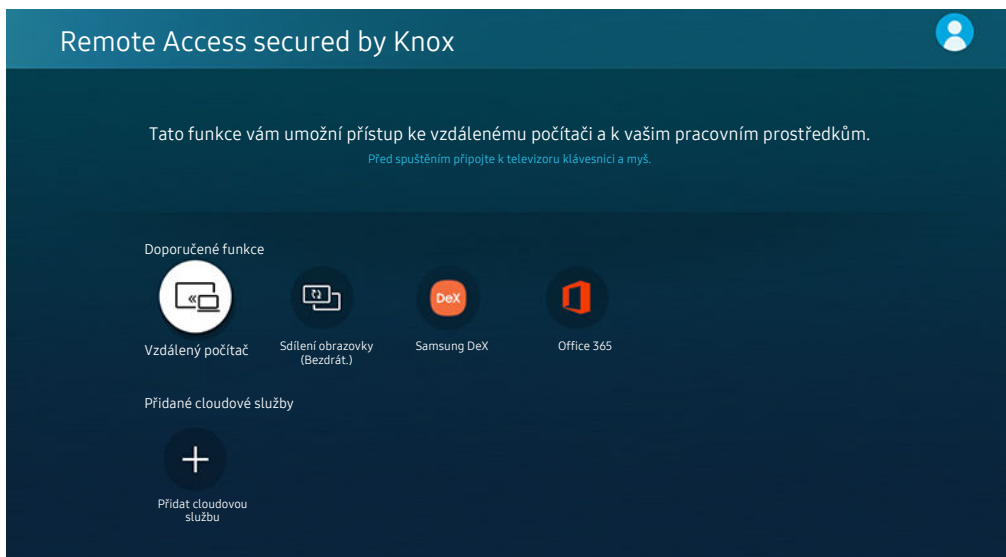 Remote Access secured by Knox
Tato funkce vám umožní přístup ke vzdálenému počítači a k vašim pracovním prostředkům.
Před spuštěním připojte k televizoru klávesnici a myš.
Doporučené funkce
DeX
Vzdálený počítač
Sdílení obrazovky
(Bezdrát.)
Samsung DeX
Office 365
Přidané cloudové služby
Přidat cloudovou
službu